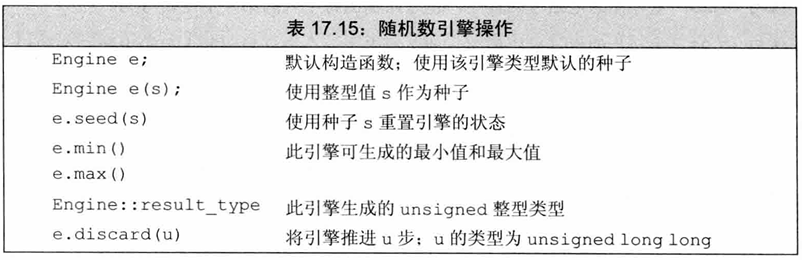 表 17.15：随机数引擎操作
Engine e; 默认构造函数；使用该引擎类型默认的种子
Engine e(s); 使用整型值 s 作为种子
e.seed(s) 使用种子 s 重置引擎的状态
e.min() 此引擎可生成的最小值和最大值
e.max()
Engine::result_type 此引擎生成的 unsigned 整型类型
e.discard(u) 将引擎推进 u 步；u 的类型为 unsigned long long